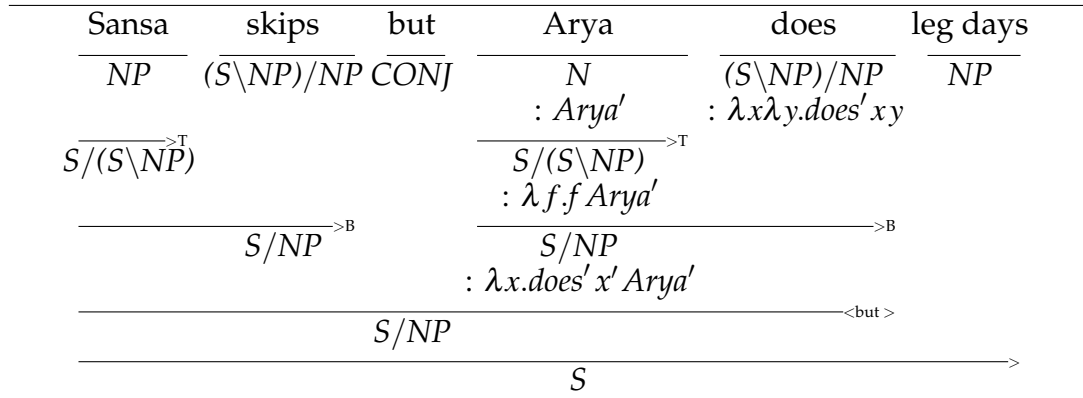 Sansa skips but Arya does leg days
NP (S\NP)/NP CONJ N (S\NP)/NP NP
: Arya′ : λxλy.does′ xy
>T >T
S/(S\NP) S/(S\NP)
: λf.f Arya′
>B >B
S/NP S/NP
: λx.does′ x′ Arya′
<but >
S/NP
>
S